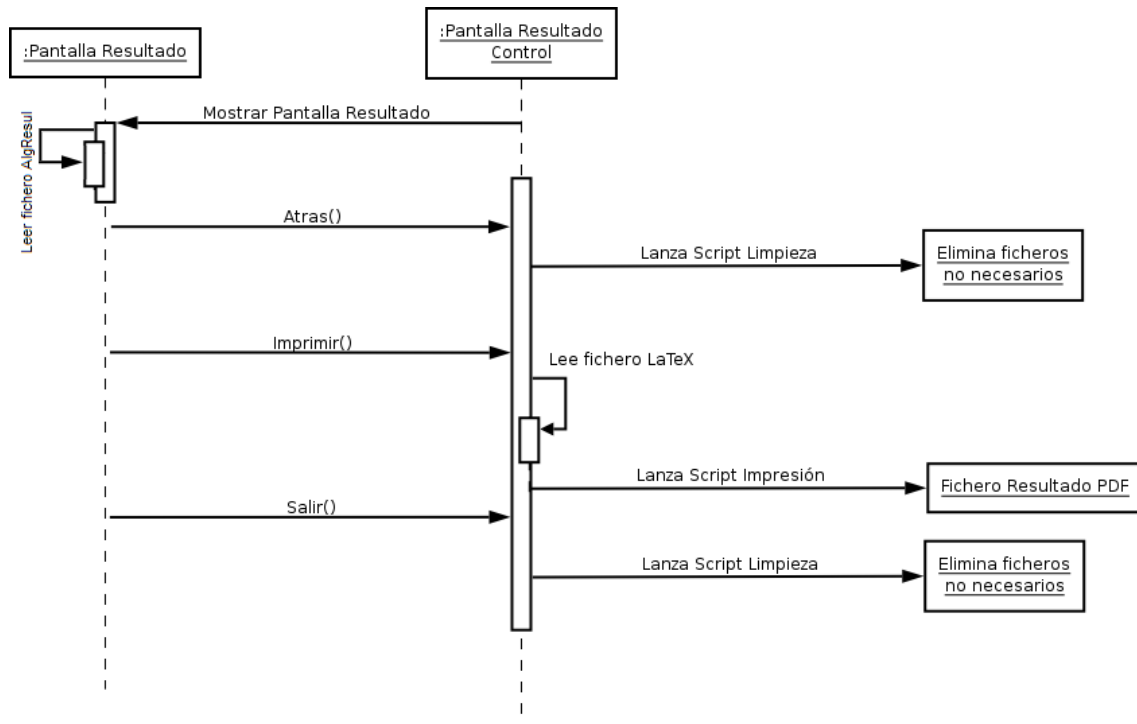 :Pantalla Resultado
:Pantalla Resultado
Control
Mostrar Pantalla Resultado
Leer fichero AlgResul
Atras()
Lanza Script Limpieza
Elimina ficheros
no necesarios
Imprimir()
Lee fichero LaTeX
Lanza Script Impresión
Fichero Resultado PDF
Salir()
Lanza Script Limpieza
Elimina ficheros
no necesarios